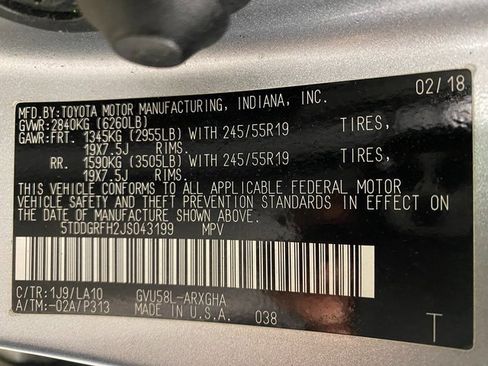 MFD.BY:TOYOTA MOTOR MANUFACTURING, INDIANA, INC. 02/18
GVWR:2840KG (6260LB)
GAWR:FRT. 1345KG (2955LB) WITH 245/55R19 TIRES,
19X7.5J RIMS.
RR. 1590KG (3505LB) WITH 245/55R19 TIRES,
19X7.5J RIMS.
THIS VEHICLE CONFORMS TO ALL APPLICABLE FEDERAL MOTOR
VEHICLE SAFETY AND THEFT PREVENTION STANDARDS IN EFFECT ON
THE DATE OF MANUFACTURE SHOWN ABOVE.
5TDDGRFH2JS043199 MPV
C/TR:1J9/LA10 GVU58L-ARXGHA
A/TM:-02A/P313 MADE IN U.S.A. 038 T